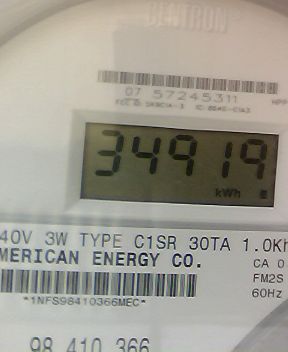 CENTRON
07 57245311
34919
kWh
40V 3W TYPE C1SR 30TA 1.0Kh
MERICAN ENERGY CO.
CA 0
FM2S
60Hz
*1NFS98410366MEC*
98 410 366